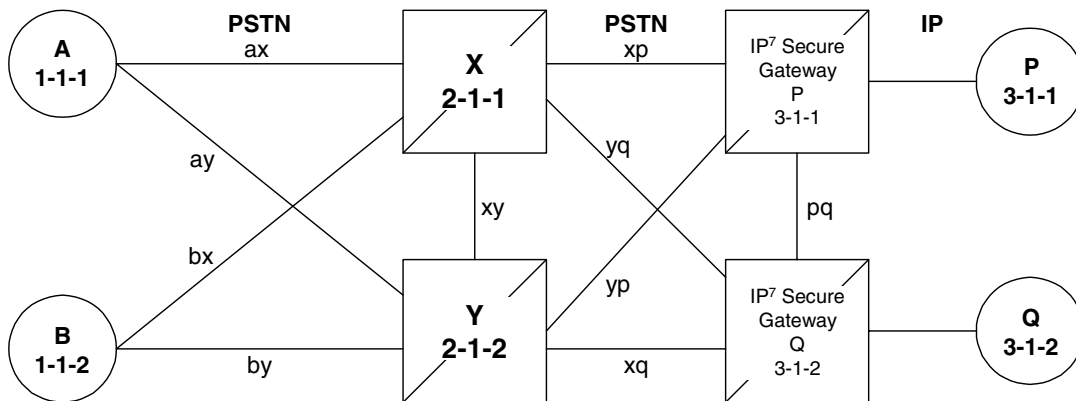 PSTN
PSTN
IP
A
1-1-1
ax
X
2-1-1
xp
IP⁷ Secure
Gateway
P
3-1-1
P
3-1-1
ay
yq
bx
xy
pq
yp
B
1-1-2
by
Y
2-1-2
xq
IP⁷ Secure
Gateway
Q
3-1-2
Q
3-1-2